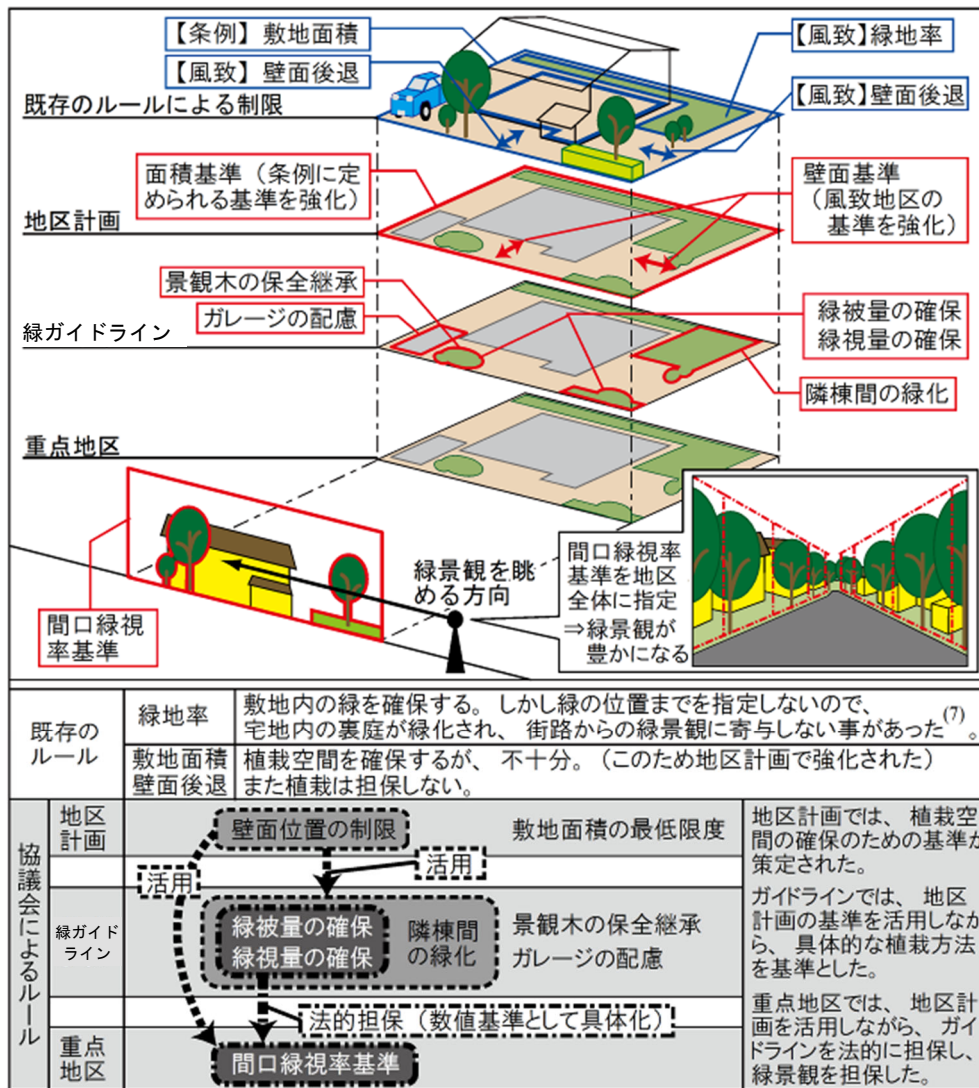 【条例】敷地面積
【風致】壁面後退
【風致】緑地率
【風致】壁面後退
既存のルールによる制限
面積基準（条例に定
められる基準を強化）
壁面基準
（風致地区の
基準を強化）
地区計画
景観木の保全継承
ガレージの配慮
緑被量の確保
緑視量の確保
緑ガイドライン
隣棟間の緑化
重点地区
緑景観を眺
める方向
間口緑視率
基準を地区
全体に指定
⇒緑景観が
豊かになる
間口緑視
率基準
既存の
ルール
緑地率
敷地内の緑を確保する。しかし緑の位置までを指定しないので、
宅地内の裏庭が緑化され、街路からの緑景観に寄与しない事があった(7)。
敷地面積
壁面後退
植栽空間を確保するが、不十分。（このため地区計画で強化された）
また植栽は担保しない。
協議会によるルール
地区
計画
壁面位置の制限
敷地面積の最低限度
地区計画では、植栽空
間の確保のための基準が
策定された。
活用
活用
緑ガイド
ライン
緑被量の確保
緑視量の確保
隣棟間
の緑化
景観木の保全継承
ガレージの配慮
ガイドラインでは、地区
計画の基準を活用しなが
ら、具体的な植栽方法
を基準とした。
法的担保（数値基準として具体化）
重点
地区
間口緑視率基準
重点地区では、地区計
画を活用しながら、ガイ
ドラインを法的に担保し、
緑景観を担保した。